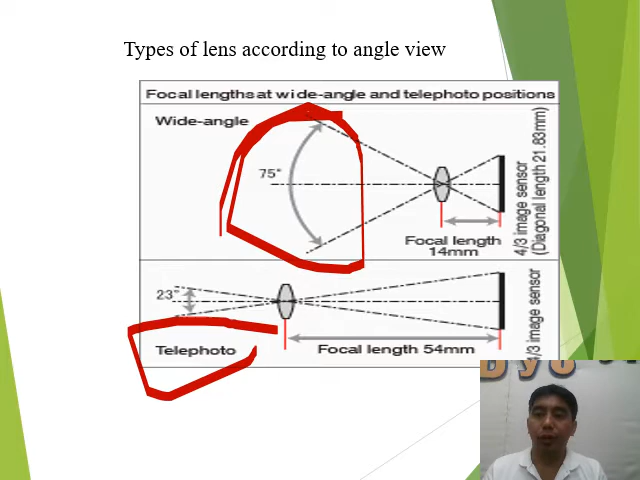 Types of lens according to angle view
Focal lengths at wide-angle and telephoto positions
Wide-angle
75°
Focal length
14mm
4/3 image sensor
(Diagonal length 21.83mm)
23°
Telephoto
Focal length 54mm
4/3 image sensor